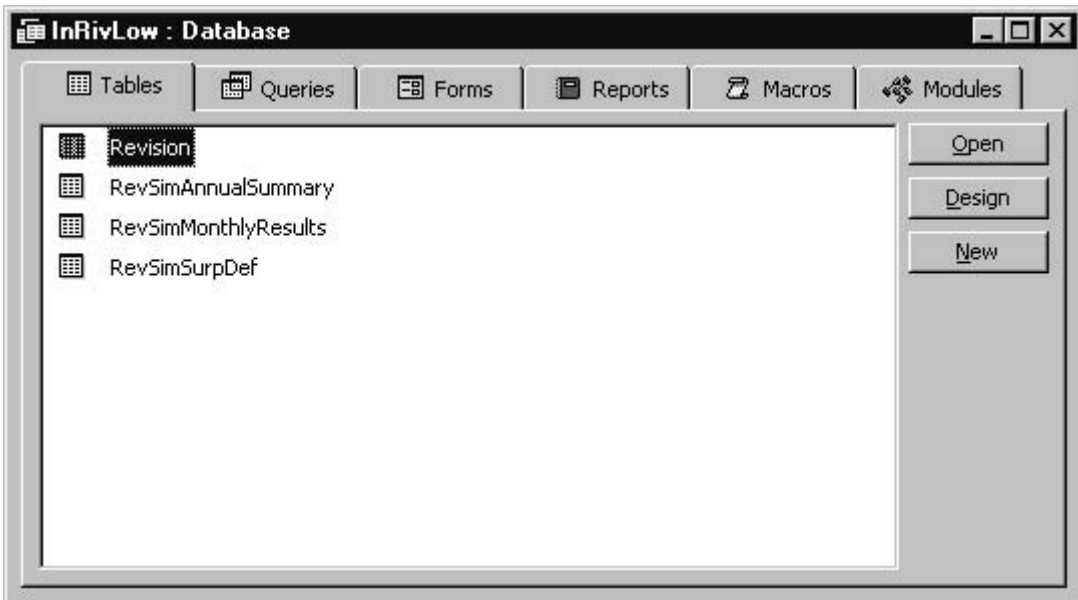 InRivLow : Database
Tables Queries Forms Reports Macros Modules
Revision
RevSimAnnualSummary
RevSimMonthlyResults
RevSimSurpDef
Open
Design
New